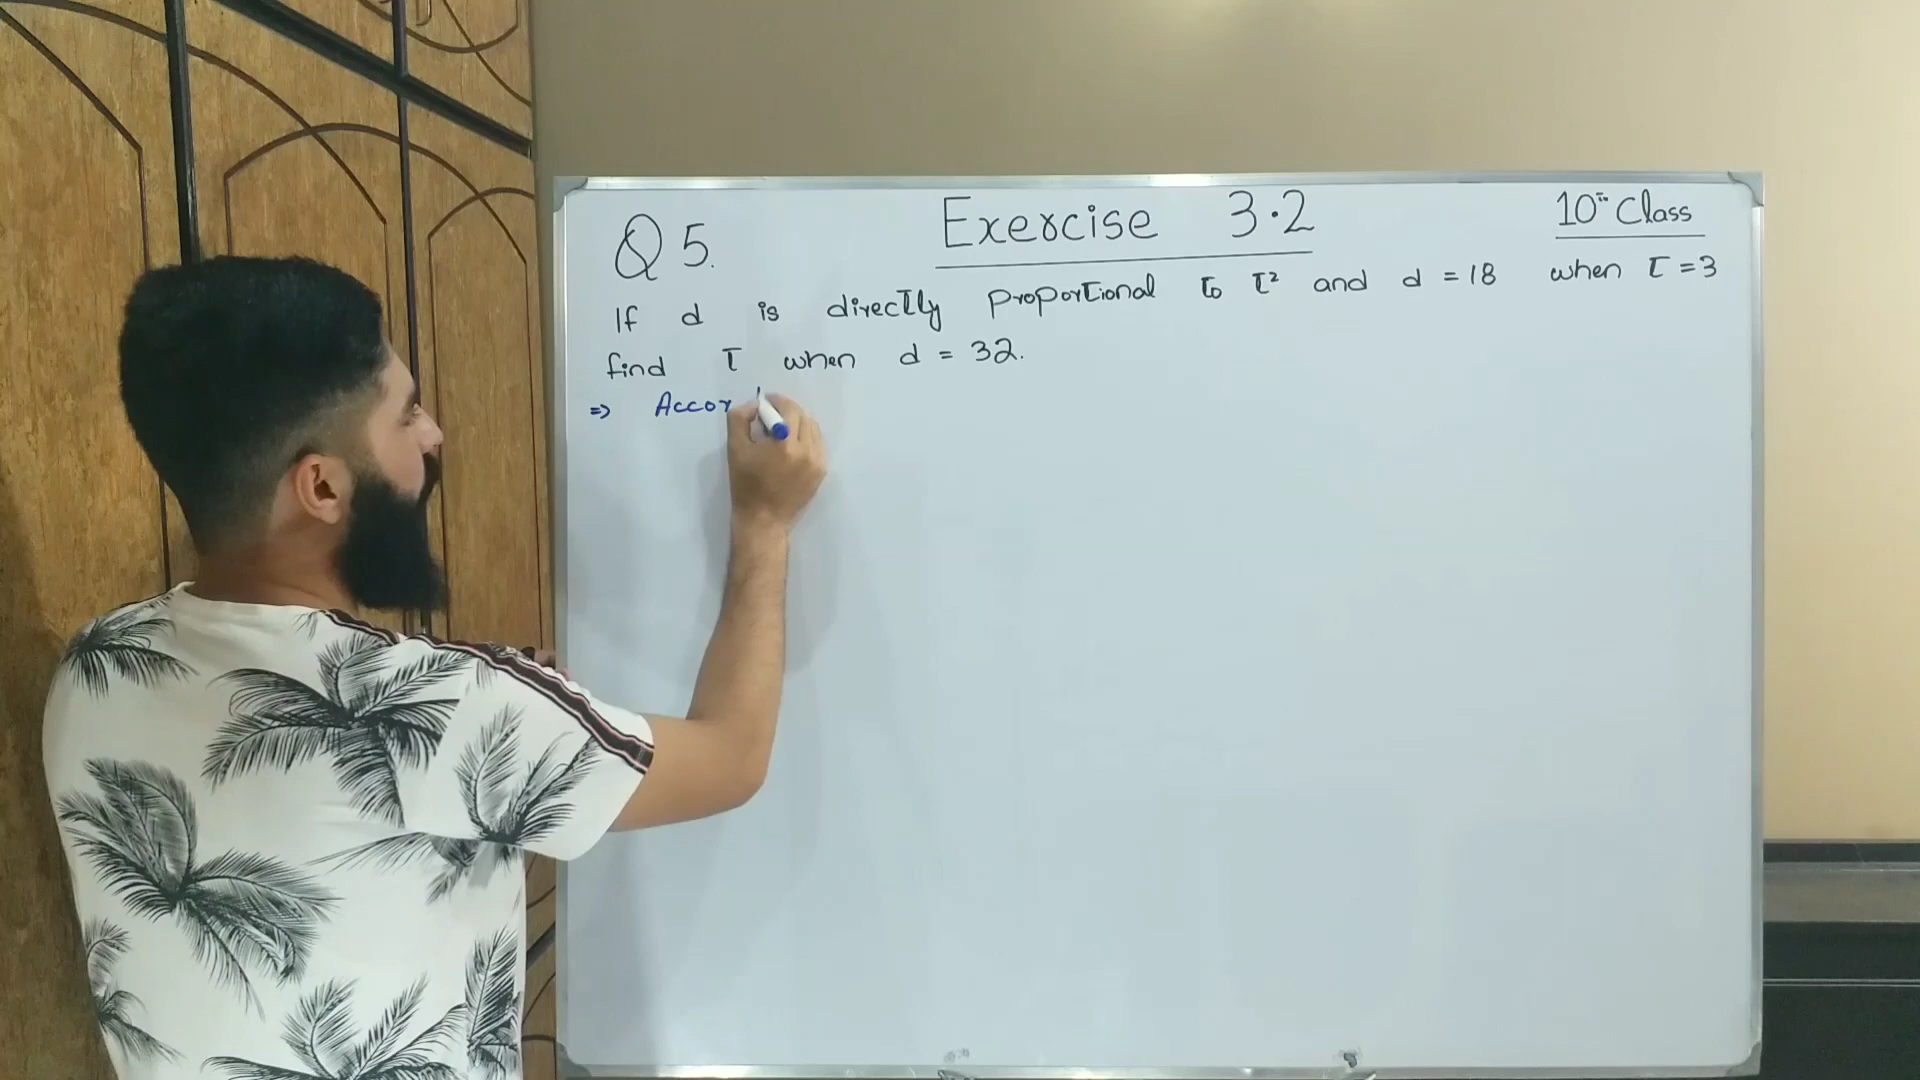 Exercise 3.2
10th Class
Q 5.
If d is directly proportional to t² and d = 18 when t = 3
find t when d = 32.
⇒ Accor